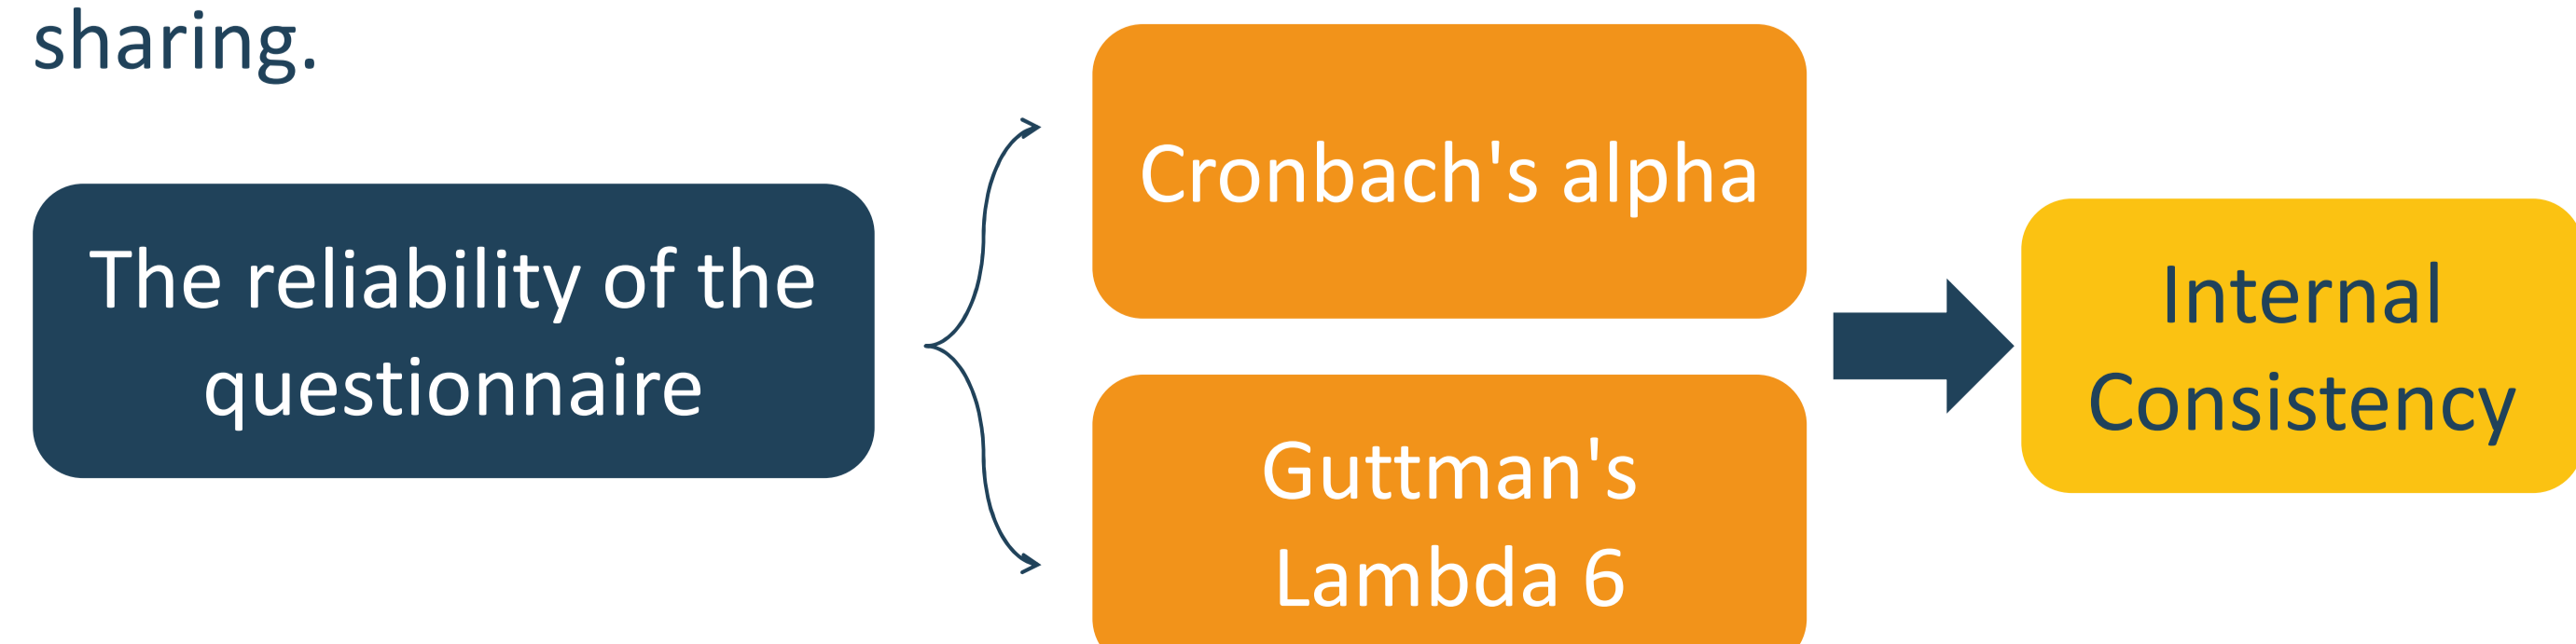 sharing.
The reliability of the
questionnaire
Cronbach's alpha
Guttman's
Lambda 6
Internal
Consistency